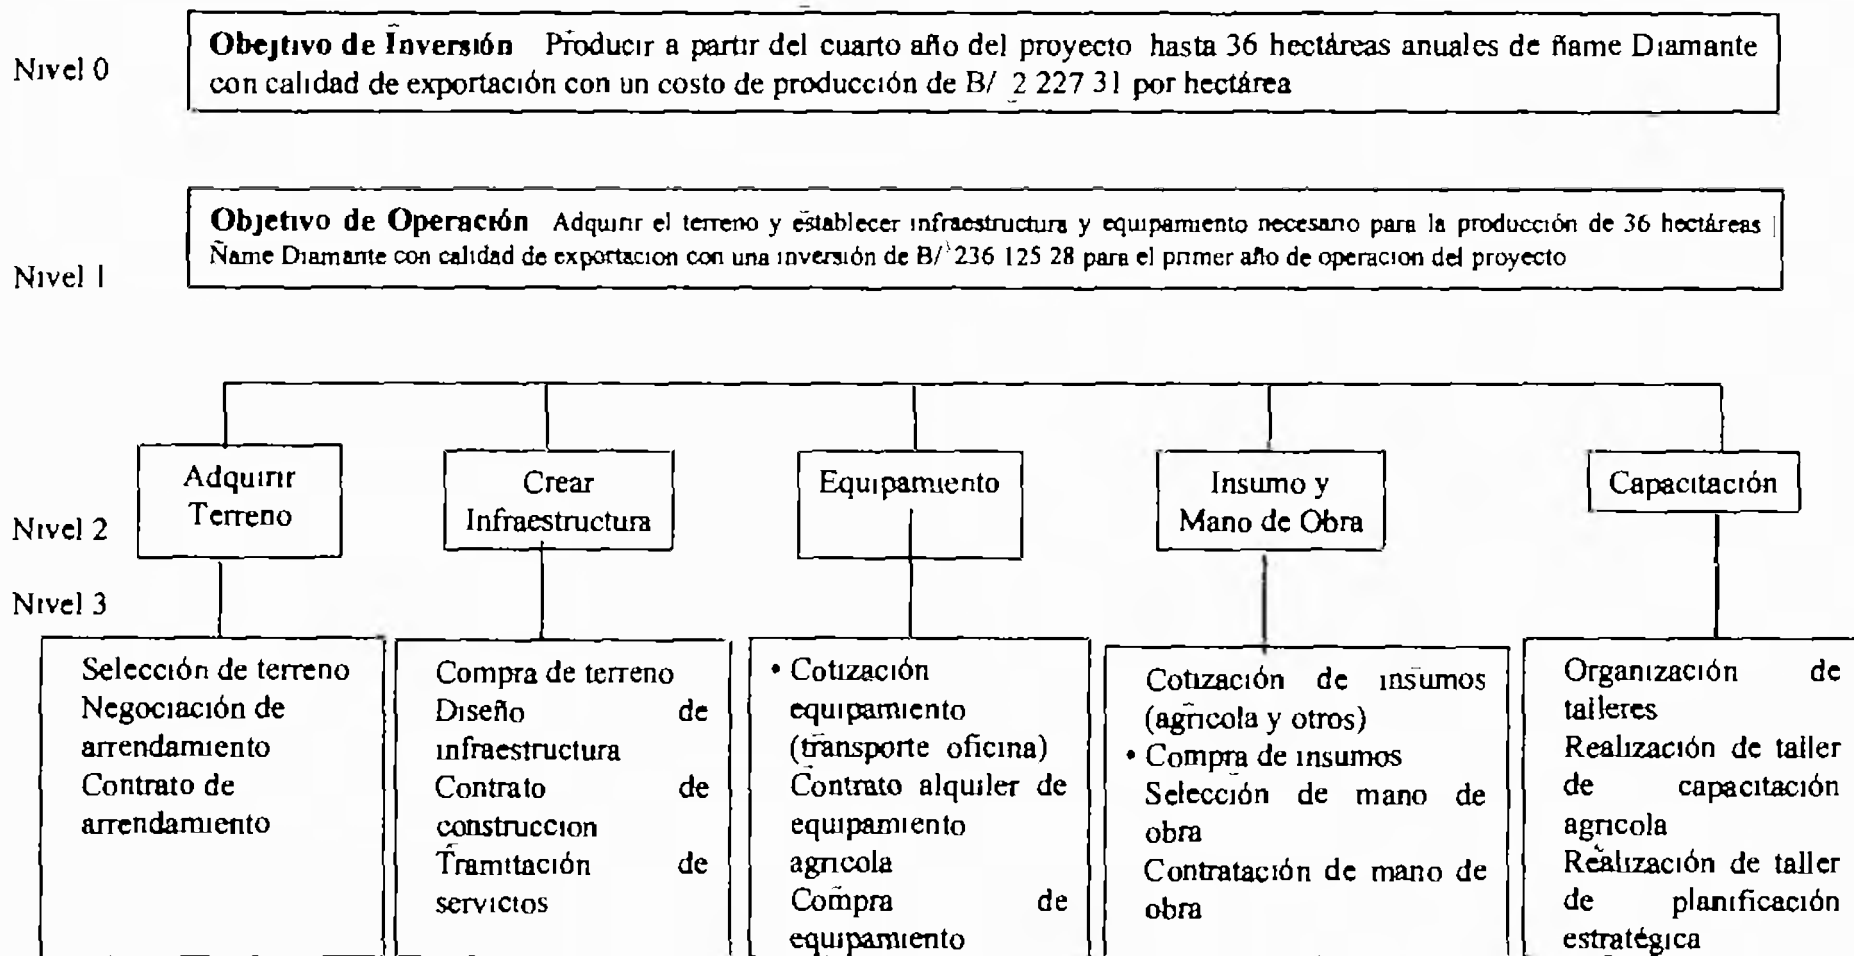 Nivel 0
Obejtivo de Inversión Producir a partir del cuarto año del proyecto hasta 36 hectáreas anuales de ñame Diamante
con calidad de exportación con un costo de producción de B/ 2 227 31 por hectárea
Nivel 1
Objetivo de Operación Adquirir el terreno y establecer infraestructura y equipamiento necesario para la producción de 36 hectáreas
Ñame Diamante con calidad de exportacion con una inversión de B/ 236 125 28 para el primer año de operacion del proyecto
Nivel 2
Adquirir
Terreno
Crear
Infraestructura
Equipamiento
Insumo y
Mano de Obra
Capacitación
Nivel 3
Selección de terreno
Negociación de
arrendamiento
Contrato de
arrendamiento
Compra de terreno
Diseño de
infraestructura
Contrato de
construccion
Tramitación de
servicios
• Cotización
equipamiento
(transporte oficina)
Contrato alquiler de
equipamiento
agricola
Compra de
equipamiento
Cotización de insumos
(agricola y otros)
• Compra de insumos
Selección de mano de
obra
Contratación de mano de
obra
Organización de
talleres
Realización de taller
de capacitación
agricola
Realización de taller
de planificación
estratégica